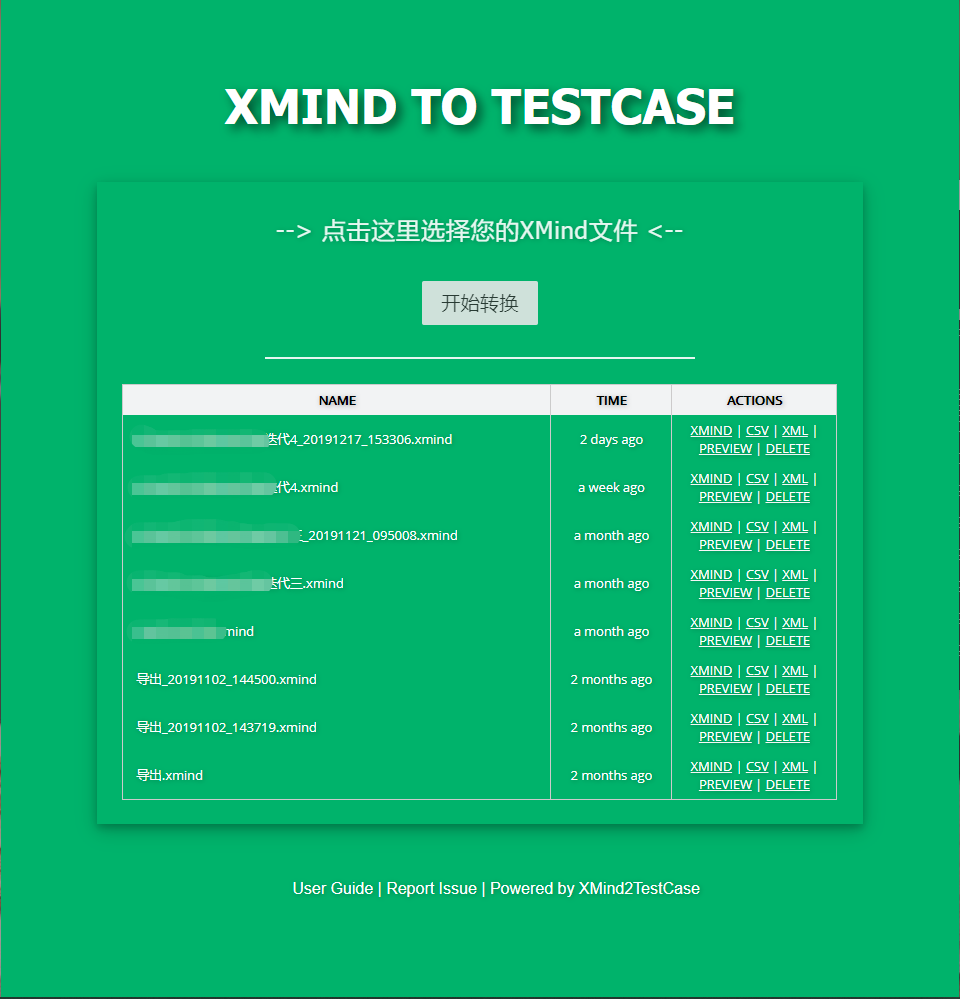 XMIND TO TESTCASE
--> 点击这里选择您的XMind文件 <--
开始转换
NAME TIME ACTIONS
迭代4_20191217_153306.xmind 2 days ago XMIND | CSV | XML |
PREVIEW | DELETE
迭代4.xmind a week ago XMIND | CSV | XML |
PREVIEW | DELETE
_20191121_095008.xmind a month ago XMIND | CSV | XML |
PREVIEW | DELETE
迭代三.xmind a month ago XMIND | CSV | XML |
PREVIEW | DELETE
mind a month ago XMIND | CSV | XML |
PREVIEW | DELETE
导出_20191102_144500.xmind 2 months ago XMIND | CSV | XML |
PREVIEW | DELETE
导出_20191102_143719.xmind 2 months ago XMIND | CSV | XML |
PREVIEW | DELETE
导出.xmind 2 months ago XMIND | CSV | XML |
PREVIEW | DELETE
User Guide | Report Issue | Powered by XMind2TestCase